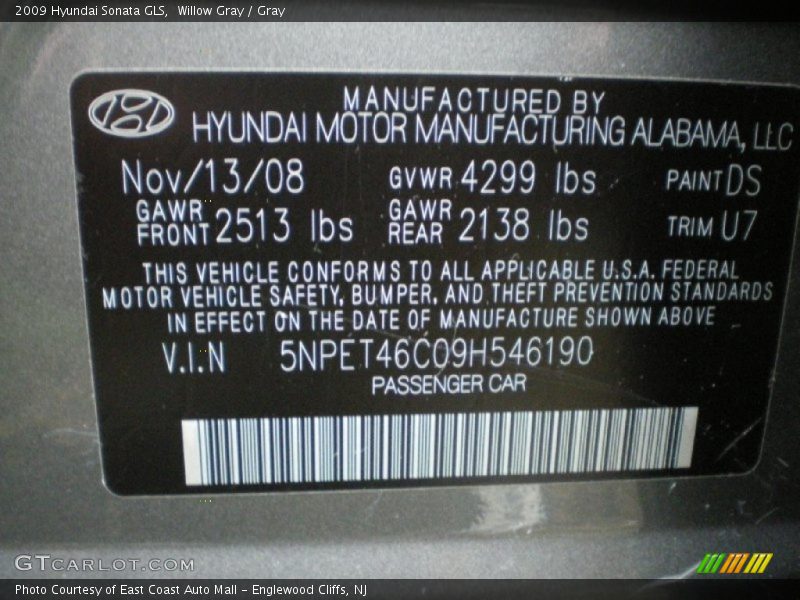 2009 Hyundai Sonata GLS, Willow Gray / Gray
MANUFACTURED BY
HYUNDAI MOTOR MANUFACTURING ALABAMA, LLC
Nov/13/08 GVWR 4299 lbs PAINT DS
GAWR FRONT 2513 lbs GAWR REAR 2138 lbs TRIM U7
THIS VEHICLE CONFORMS TO ALL APPLICABLE U.S.A. FEDERAL
MOTOR VEHICLE SAFETY, BUMPER, AND THEFT PREVENTION STANDARDS
IN EFFECT ON THE DATE OF MANUFACTURE SHOWN ABOVE
V.I.N 5NPET46C09H546190
PASSENGER CAR
GTCARLOT.COM
Photo Courtesy of East Coast Auto Mall - Englewood Cliffs, NJ